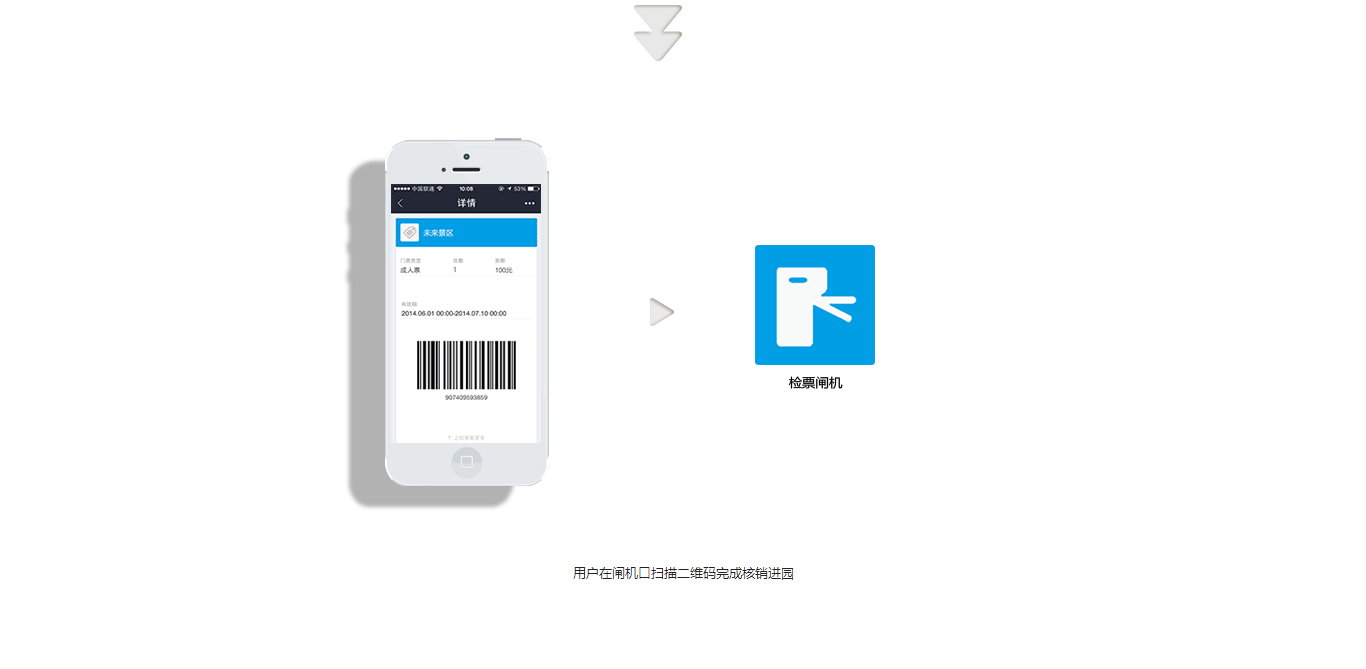 中国联通 10:08 53%
详情
未来景区
门票类型 张数 金额
成人票 1 100元
有效期
2014.06.01 00:00-2014.07.10 00:00
907409593859
检票闸机
用户在闸机口扫描二维码完成核销进园